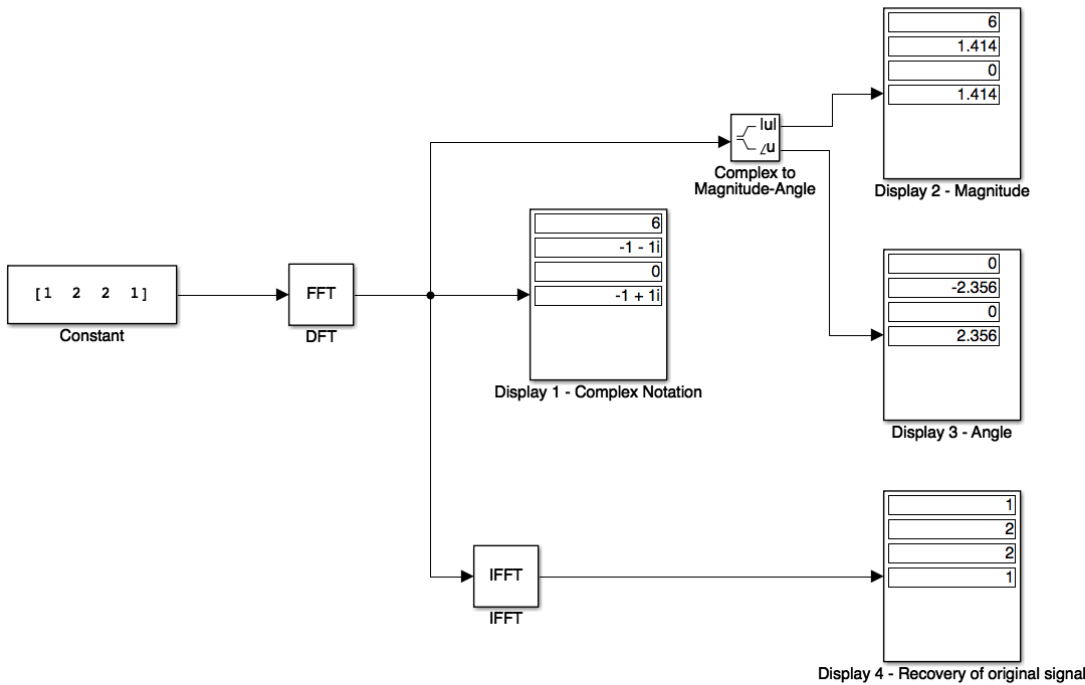 [1 2 2 1]
Constant
FFT
DFT
6
-1 - 1i
0
-1 + 1i
Display 1 - Complex Notation
|u|
∠u
Complex to
Magnitude-Angle
6
1.414
0
1.414
Display 2 - Magnitude
0
-2.356
0
2.356
Display 3 - Angle
IFFT
IFFT
1
2
2
1
Display 4 - Recovery of original signal